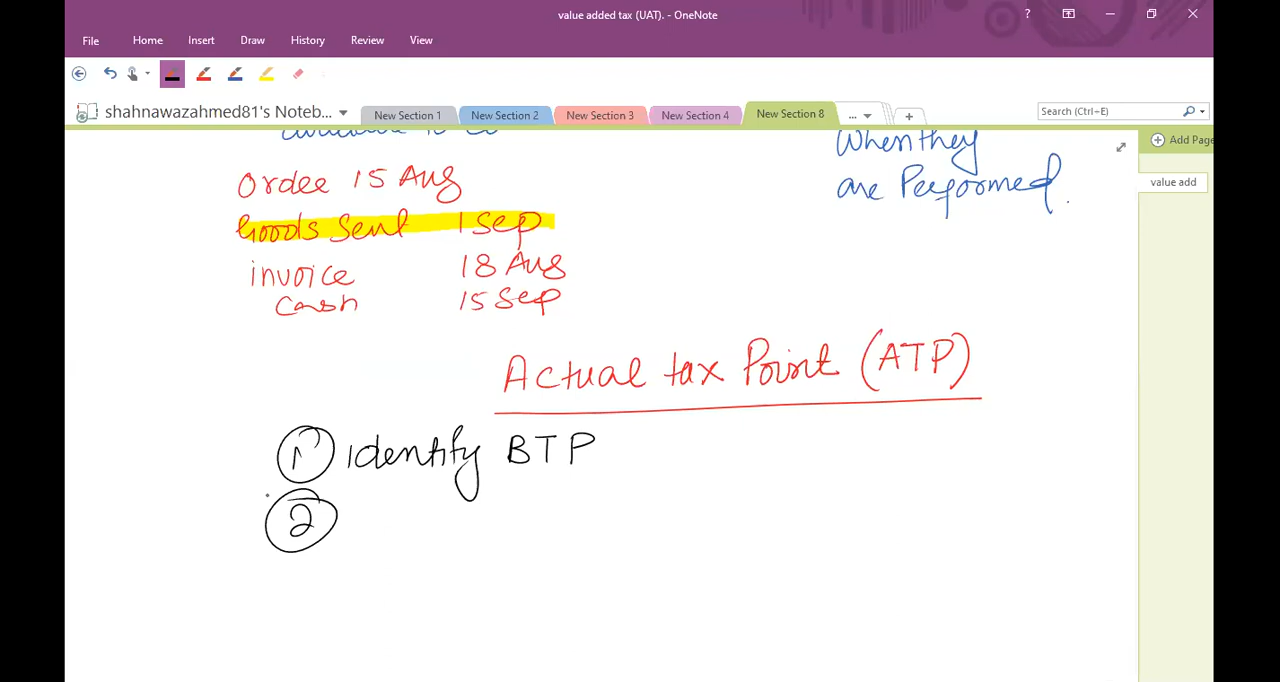 value added tax (UAT). - OneNote
?
File Home Insert Draw History Review View
shahnawazahmed81's Noteb... New Section 1 New Section 2 New Section 3 New Section 4 New Section 8 ... + Search (Ctrl+E)
Add Page
value add
When they
are Performed.
Order 15 Aug
Goods Sent 1 Sep
invoice 18 Aug
Cash 15 Sep
Actual tax Point (ATP)
1 Identify BTP
2